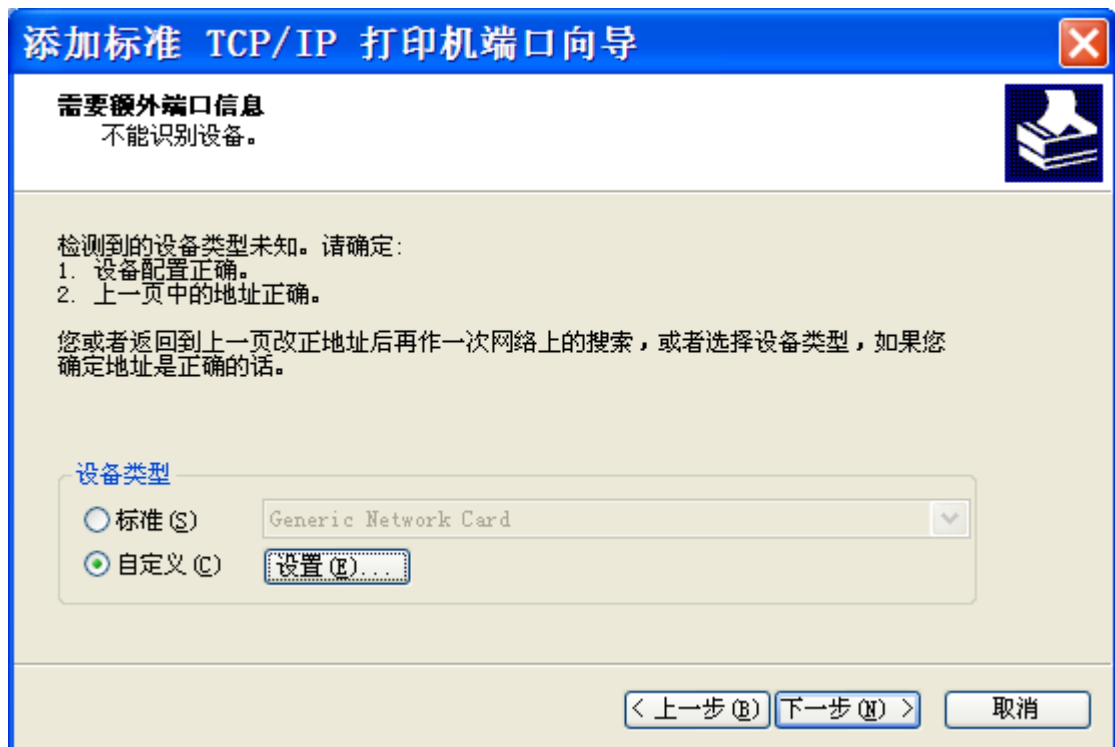 添加标准 TCP/IP 打印机端口向导
需要额外端口信息
不能识别设备。
检测到的设备类型未知。请确定:
1. 设备配置正确。
2. 上一页中的地址正确。
您或者返回到上一页改正地址后再作一次网络上的搜索，或者选择设备类型，如果您
确定地址是正确的话。
设备类型
标准(S)
Generic Network Card
自定义(C)
设置(E)...
< 上一步(B)
下一步(N) >
取消